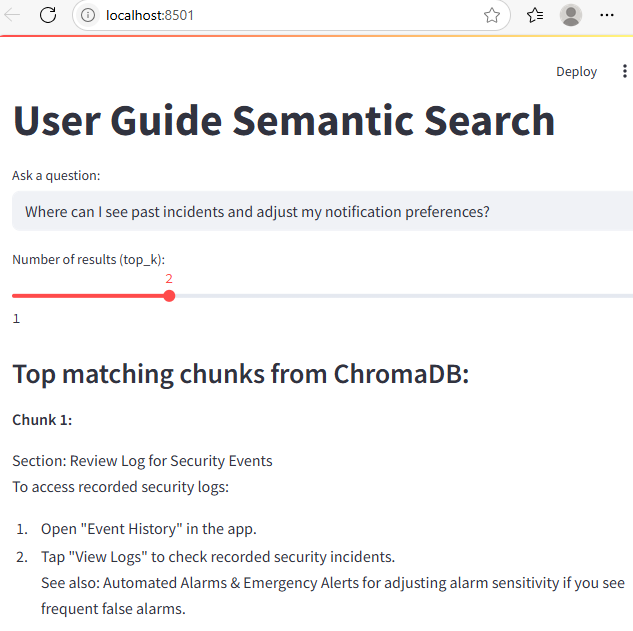 localhost:8501
Deploy
User Guide Semantic Search
Ask a question:
Where can I see past incidents and adjust my notification preferences?
Number of results (top_k):
2
1
Top matching chunks from ChromaDB:
Chunk 1:
Section: Review Log for Security Events
To access recorded security logs:
1. Open "Event History" in the app.
2. Tap "View Logs" to check recorded security incidents.
See also: Automated Alarms & Emergency Alerts for adjusting alarm sensitivity if you see
frequent false alarms.